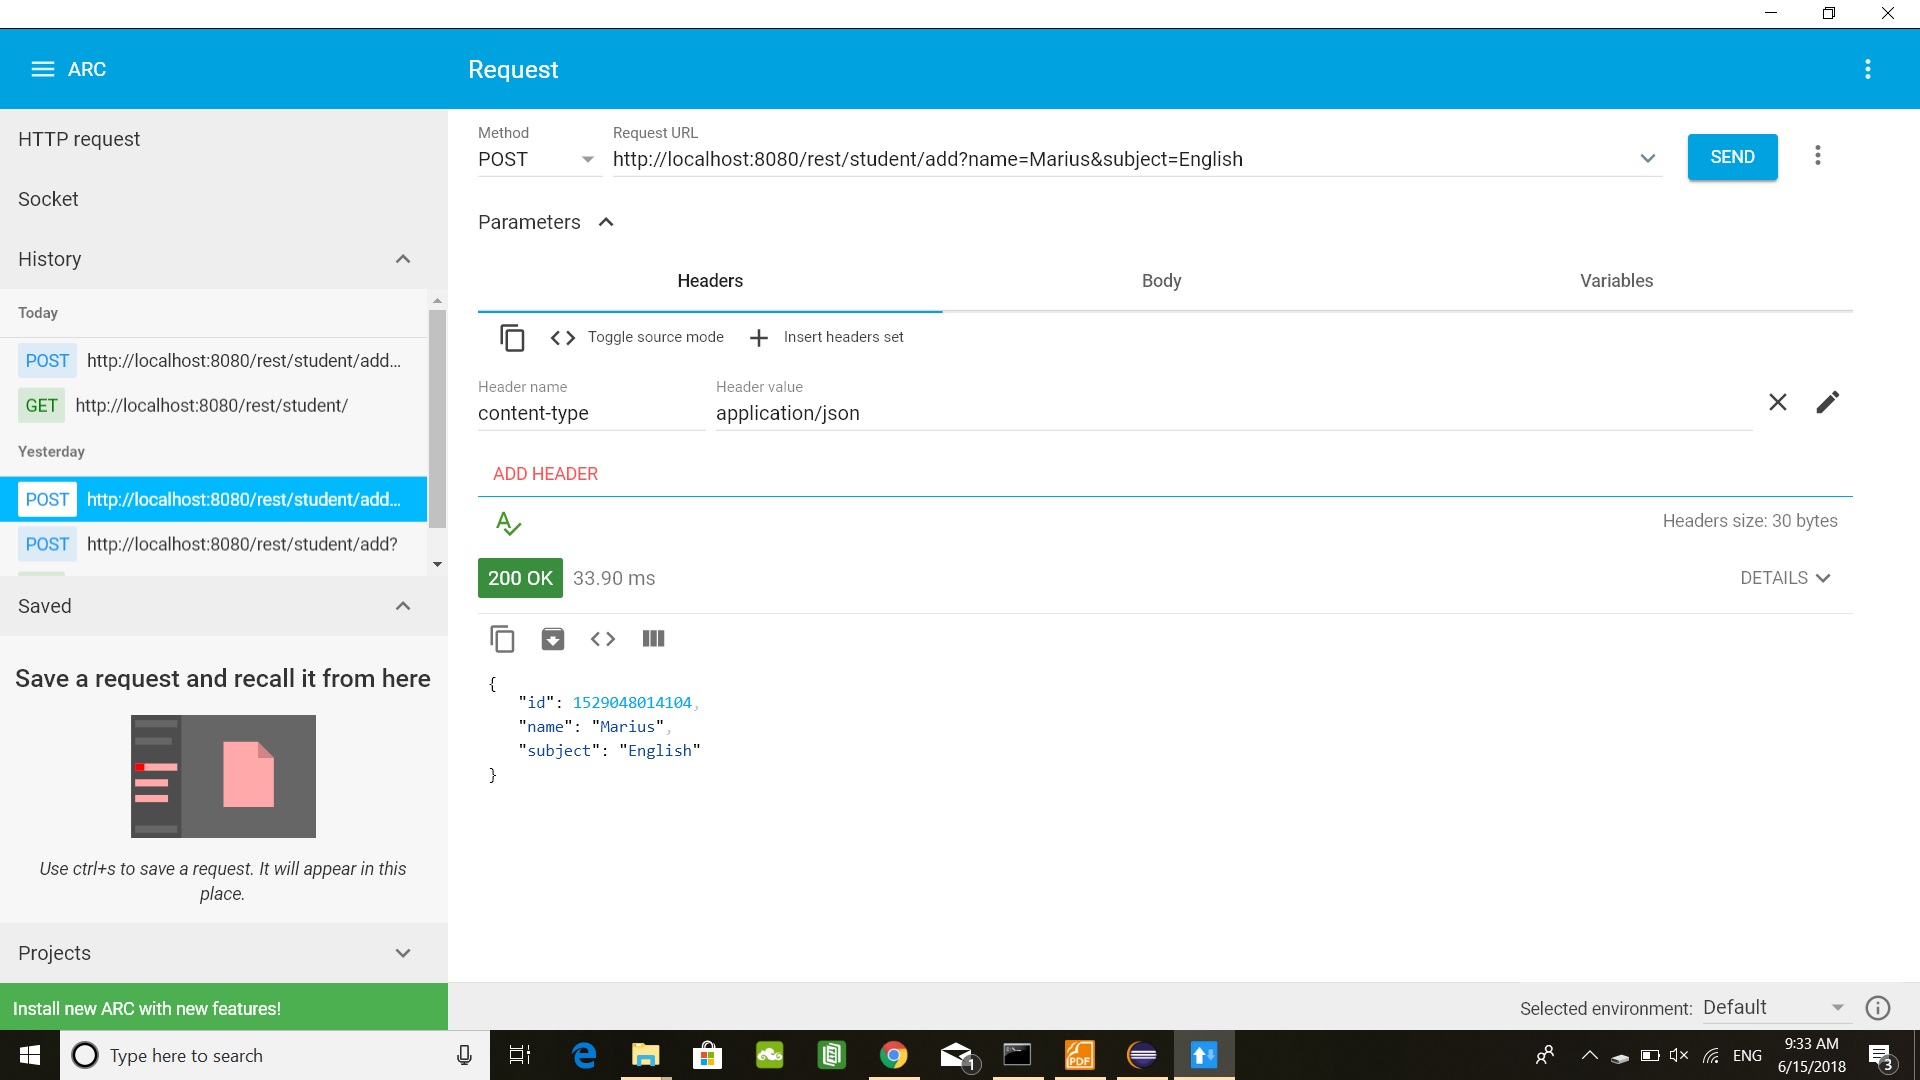 ARC
Request
HTTP request
Socket
History
Today
POST http://localhost:8080/rest/student/add...
GET http://localhost:8080/rest/student/
Yesterday
POST http://localhost:8080/rest/student/add...
POST http://localhost:8080/rest/student/add?
Saved
Save a request and recall it from here
Use ctrl+s to save a request. It will appear in this
place.
Projects
Install new ARC with new features!
Method
POST
Request URL
http://localhost:8080/rest/student/add?name=Marius&subject=English
SEND
Parameters
Headers
Body
Variables
Toggle source mode
Insert headers set
Header name
content-type
Header value
application/json
ADD HEADER
Headers size: 30 bytes
200 OK 33.90 ms
DETAILS
{
"id": 1529048014104,
"name": "Marius",
"subject": "English"
}
Selected environment: Default
Type here to search
1
PDF
ENG
9:33 AM
6/15/2018
3